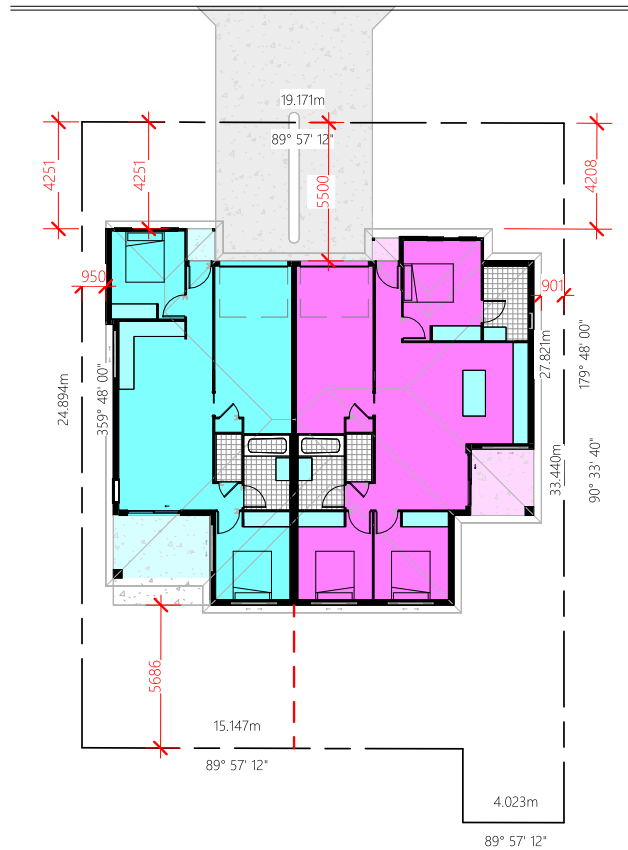 19.171m
89° 57' 12"
4251
4251
5500
4208
950
901
24.894m
359° 48' 00"
27.821m
179° 48' 00"
33.440m
90° 33' 40"
5686
15.147m
89° 57' 12"
4.023m
89° 57' 12"